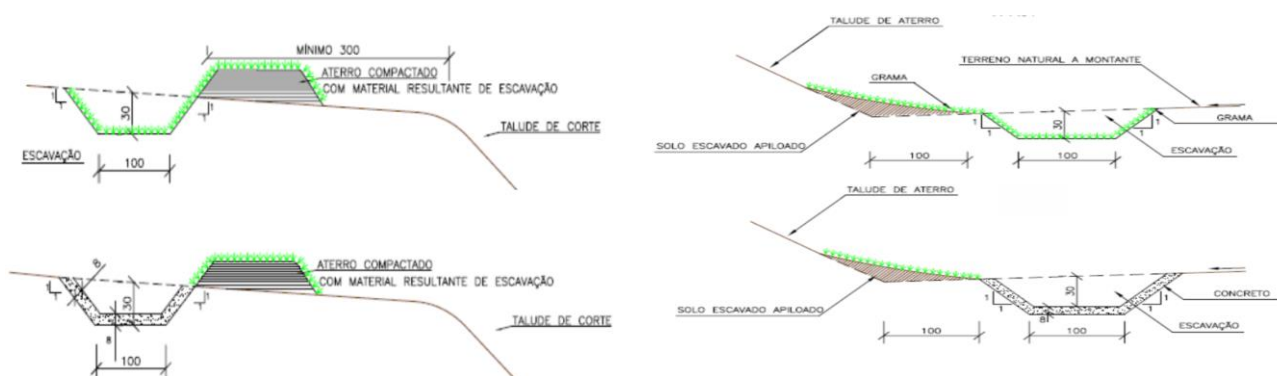 MÍNIMO 300
ATERRO COMPACTADO
COM MATERIAL RESULTANTE DE ESCAVAÇÃO
1
1
30
TALUDE DE CORTE
ESCAVAÇÃO
100
TALUDE DE ATERRO
TERRENO NATURAL A MONTANTE
GRAMA
30
1
1
1
1
GRAMA
SOLO ESCAVADO APILOADO
ESCAVAÇÃO
100
100
8
ATERRO COMPACTADO
COM MATERIAL RESULTANTE DE ESCAVAÇÃO
1
1
30
TALUDE DE CORTE
8
100
TALUDE DE ATERRO
30
1
1
1
1
CONCRETO
SOLO ESCAVADO APILOADO
8
ESCAVAÇÃO
100
100